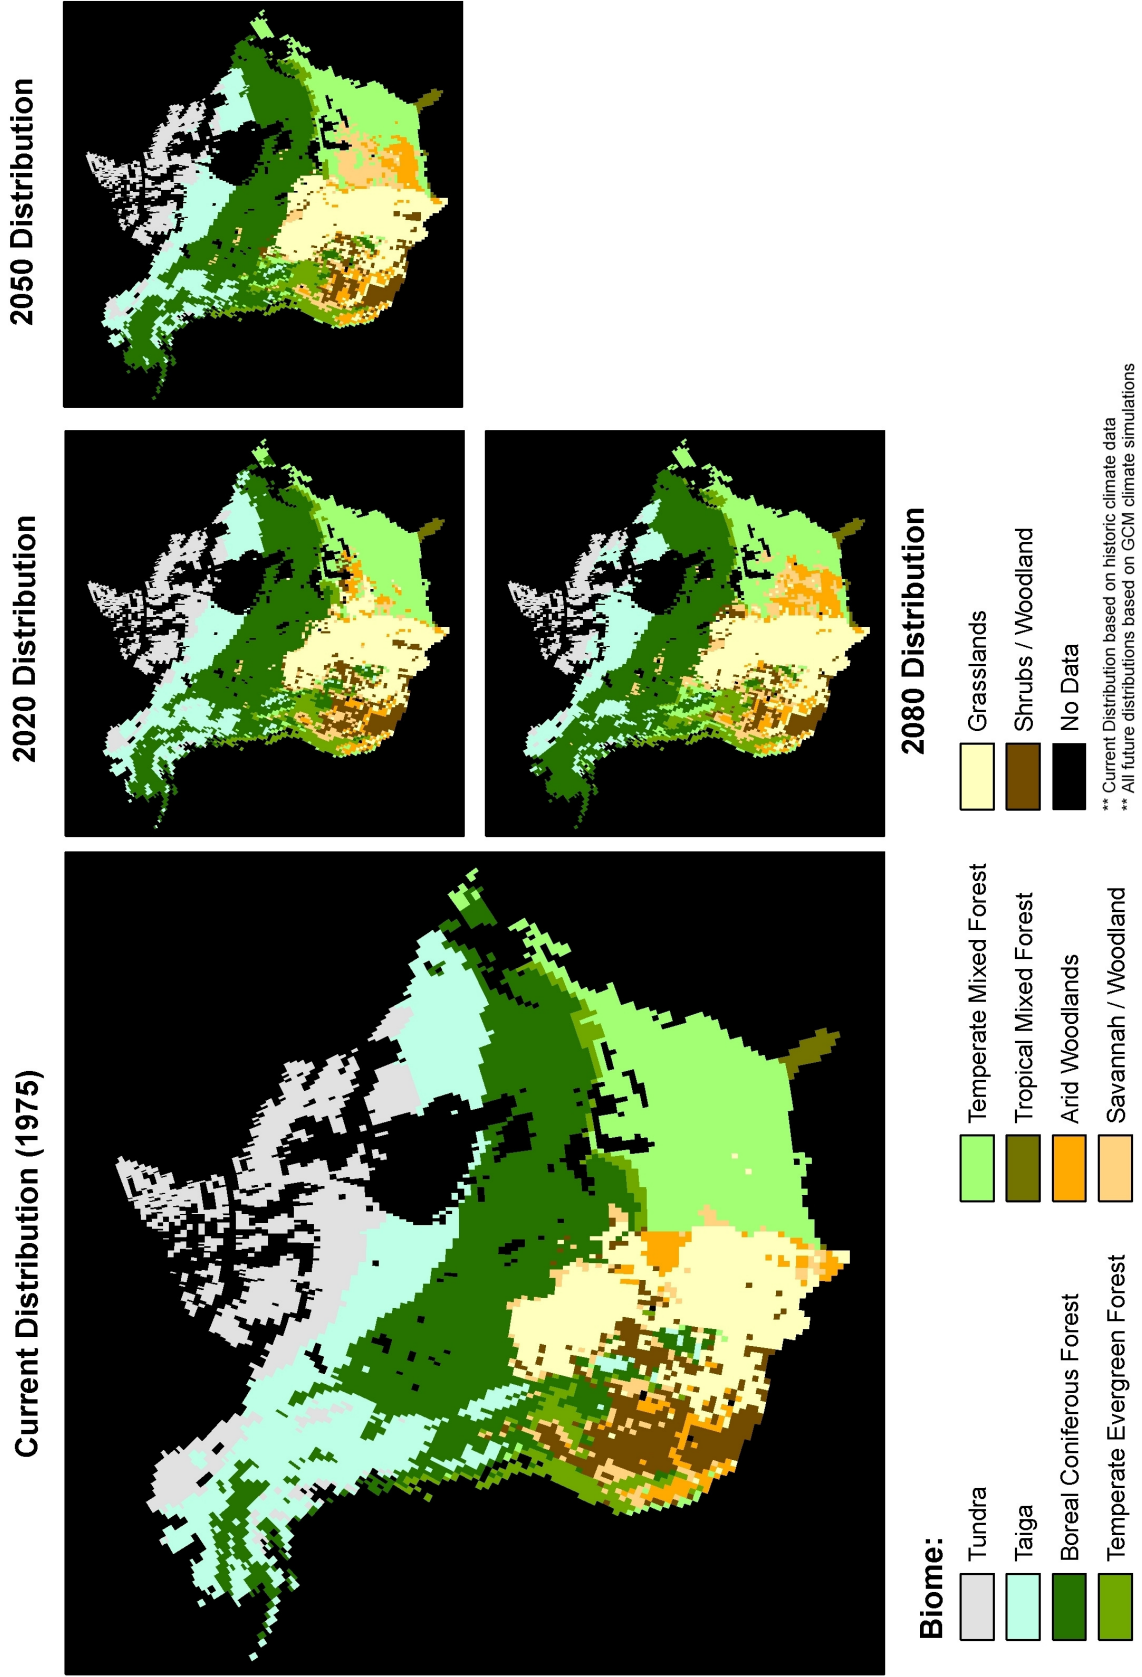 Current Distribution (1975)
2020 Distribution
2050 Distribution
2080 Distribution
Biome:
Tundra
Taiga
Boreal Coniferous Forest
Temperate Evergreen Forest
Temperate Mixed Forest
Tropical Mixed Forest
Arid Woodlands
Savannah / Woodland
Grasslands
Shrubs / Woodland
No Data
** Current Distribution based on historic climate data
** All future distributions based on GCM climate simulations